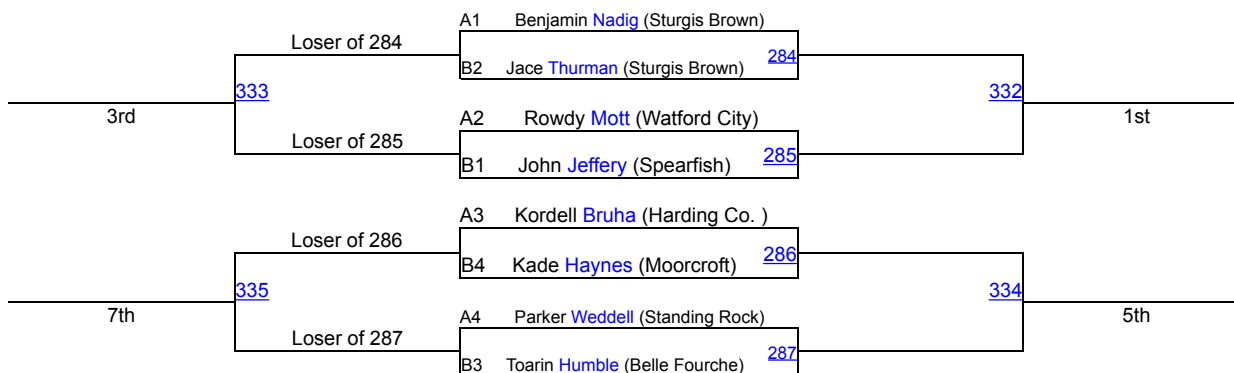 A1 Benjamin Nadig (Sturgis Brown)
Loser of 284
284
B2 Jace Thurman (Sturgis Brown)
333
332
3rd
A2 Rowdy Mott (Watford City)
1st
Loser of 285
285
B1 John Jeffery (Spearfish)
A3 Kordell Bruha (Harding Co. )
Loser of 286
286
B4 Kade Haynes (Moorcroft)
335
334
7th
A4 Parker Weddell (Standing Rock)
5th
Loser of 287
287
B3 Toarin Humble (Belle Fourche)